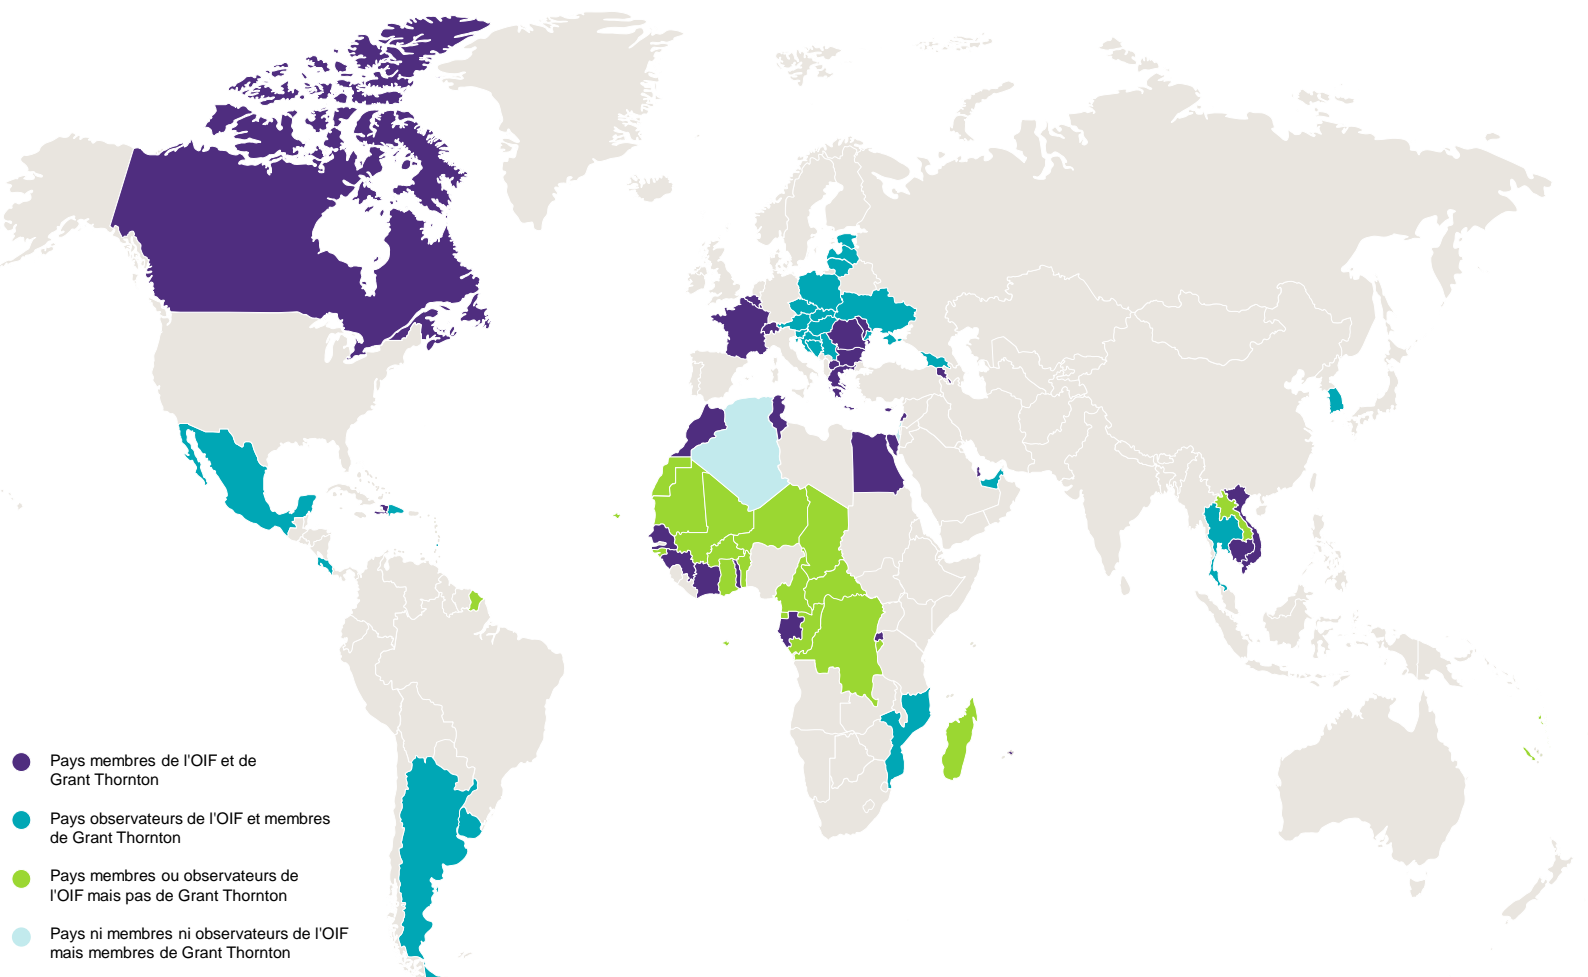 Pays membres de l'OIF et de
Grant Thornton
Pays observateurs de l'OIF et membres
de Grant Thornton
Pays membres ou observateurs de
l'OIF mais pas de Grant Thornton
Pays ni membres ni observateurs de l'OIF
mais membres de Grant Thornton